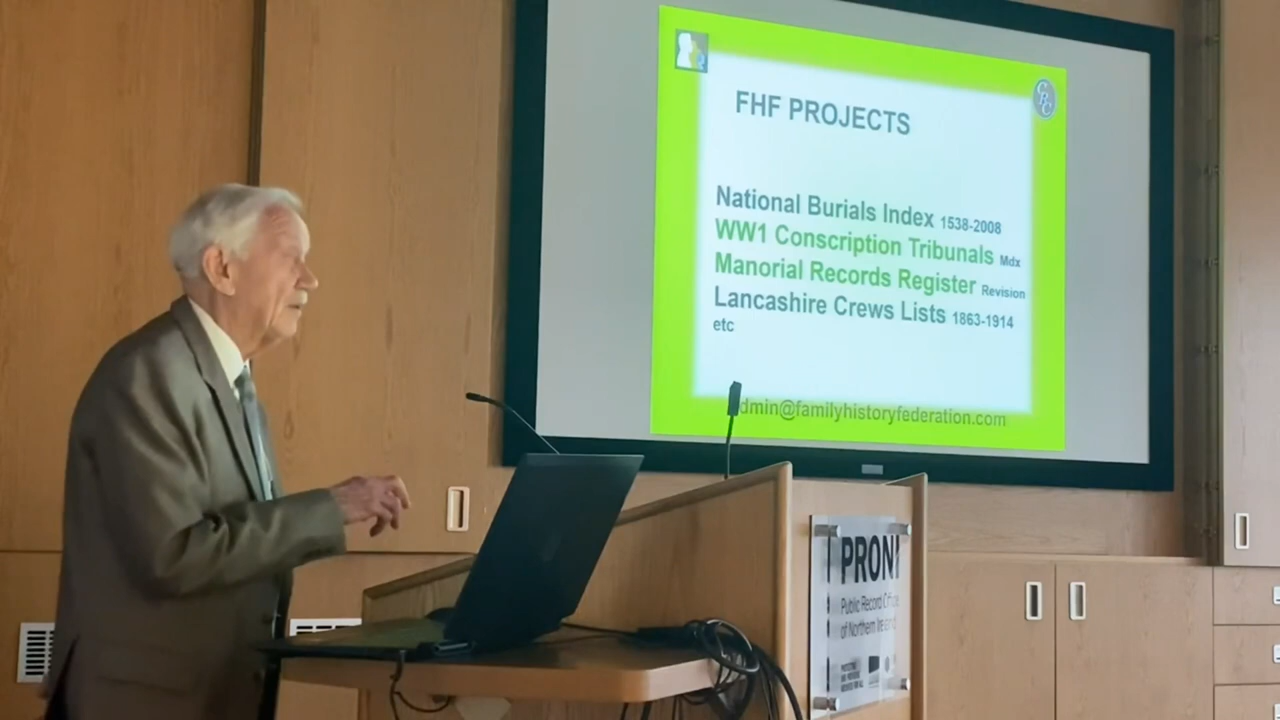 FHF PROJECTS
National Burials Index 1538-2008
WW1 Conscription Tribunals Mdx
Manorial Records Register Revision
Lancashire Crews Lists 1863-1914
etc
dmin@familyhistoryfederation.com
PRONI
Public Record Office
of Northern Ireland